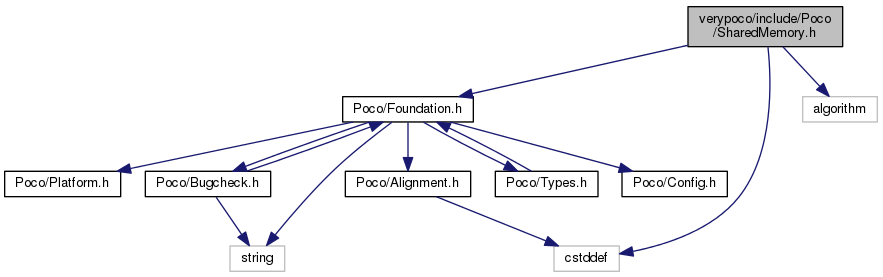 verypoco/include/Poco
/SharedMemory.h
Poco/Foundation.h
algorithm
Poco/Platform.h
Poco/Bugcheck.h
Poco/Alignment.h
Poco/Types.h
Poco/Config.h
string
cstddef